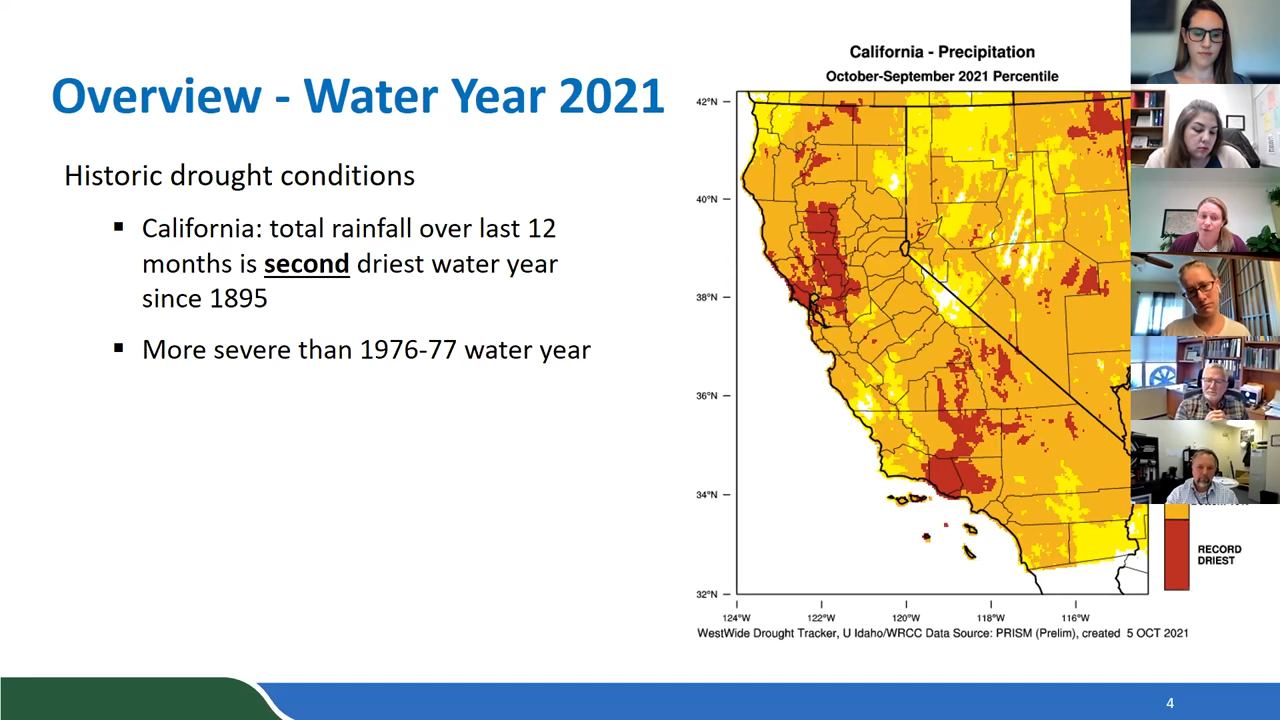 Overview - Water Year 2021
Historic drought conditions
▪ California: total rainfall over last 12
months is second driest water year
since 1895
▪ More severe than 1976-77 water year
California - Precipitation
October-September 2021 Percentile
42°N
40°N
38°N
36°N
34°N
32°N
124°W 122°W 120°W 118°W 116°W
RECORD
DRIEST
WestWide Drought Tracker, U Idaho/WRCC Data Source: PRISM (Prelim), created 5 OCT 2021
4